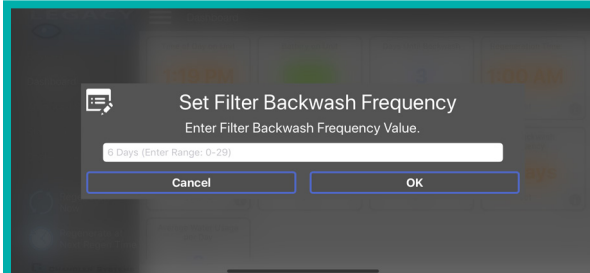 Set Filter Backwash Frequency
Enter Filter Backwash Frequency Value.
6 Days (Enter Range: 0-29)
Cancel
OK